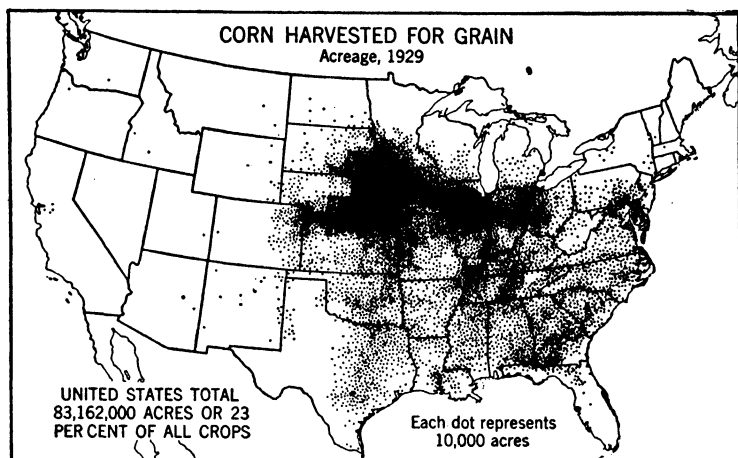 CORN HARVESTED FOR GRAIN
Acreage, 1929
UNITED STATES TOTAL
83,162,000 ACRES OR 23
PER CENT OF ALL CROPS
Each dot represents
10,000 acres